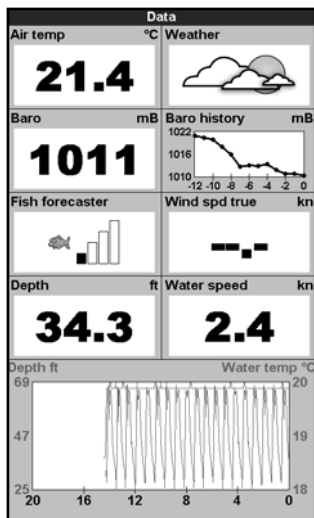 Data
Air temp °C Weather
21.4
Baro mB Baro history mB
1011
1022
1016
1010
-12 -10 -8 -6 -4 -2 0
Fish forecaster Wind spd true kn
--.-
Depth ft Water speed kn
34.3 2.4
Depth ft Water temp °C
69 20
47 19
25 18
20 16 12 8 4 0